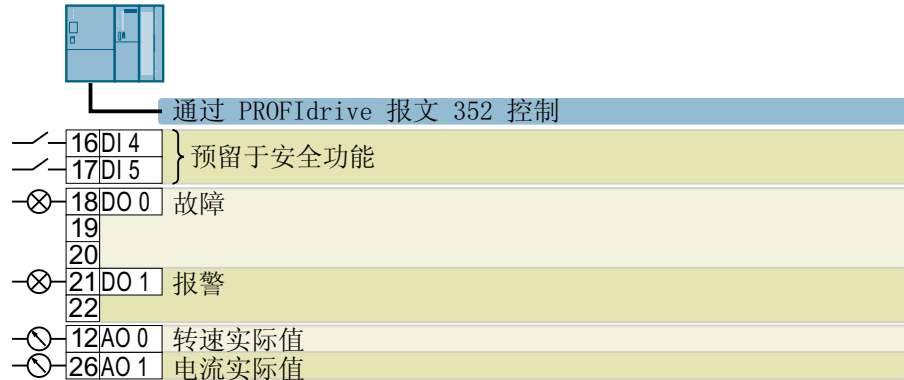 通过 PROFIdrive 报文 352 控制
16 DI 4
17 DI 5
预留于安全功能
18 DO 0 故障
19
20
21 DO 1 报警
22
12 AO 0 转速实际值
26 AO 1 电流实际值